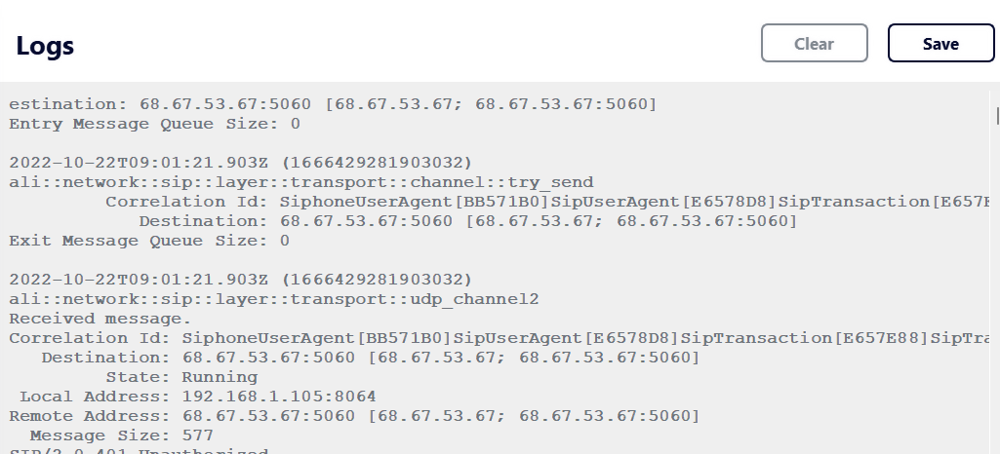 Logs
Clear
Save
estination: 68.67.53.67:5060 [68.67.53.67; 68.67.53.67:5060]
Entry Message Queue Size: 0
2022-10-22T09:01:21.903Z (1666429281903032)
ali::network::sip::layer::transport::channel::try_send
Correlation Id: SiphoneUserAgent[BB571B0]SipUserAgent[E6578D8]SipTransaction[E657E
Destination: 68.67.53.67:5060 [68.67.53.67; 68.67.53.67:5060]
Exit Message Queue Size: 0
2022-10-22T09:01:21.903Z (1666429281903032)
ali::network::sip::layer::transport::udp_channel2
Received message.
Correlation Id: SiphoneUserAgent[BB571B0]SipUserAgent[E6578D8]SipTransaction[E657E88]SipTra
Destination: 68.67.53.67:5060 [68.67.53.67; 68.67.53.67:5060]
State: Running
Local Address: 192.168.1.105:8064
Remote Address: 68.67.53.67:5060 [68.67.53.67; 68.67.53.67:5060]
Message Size: 577
SIP/2.0 401 Unauthorized